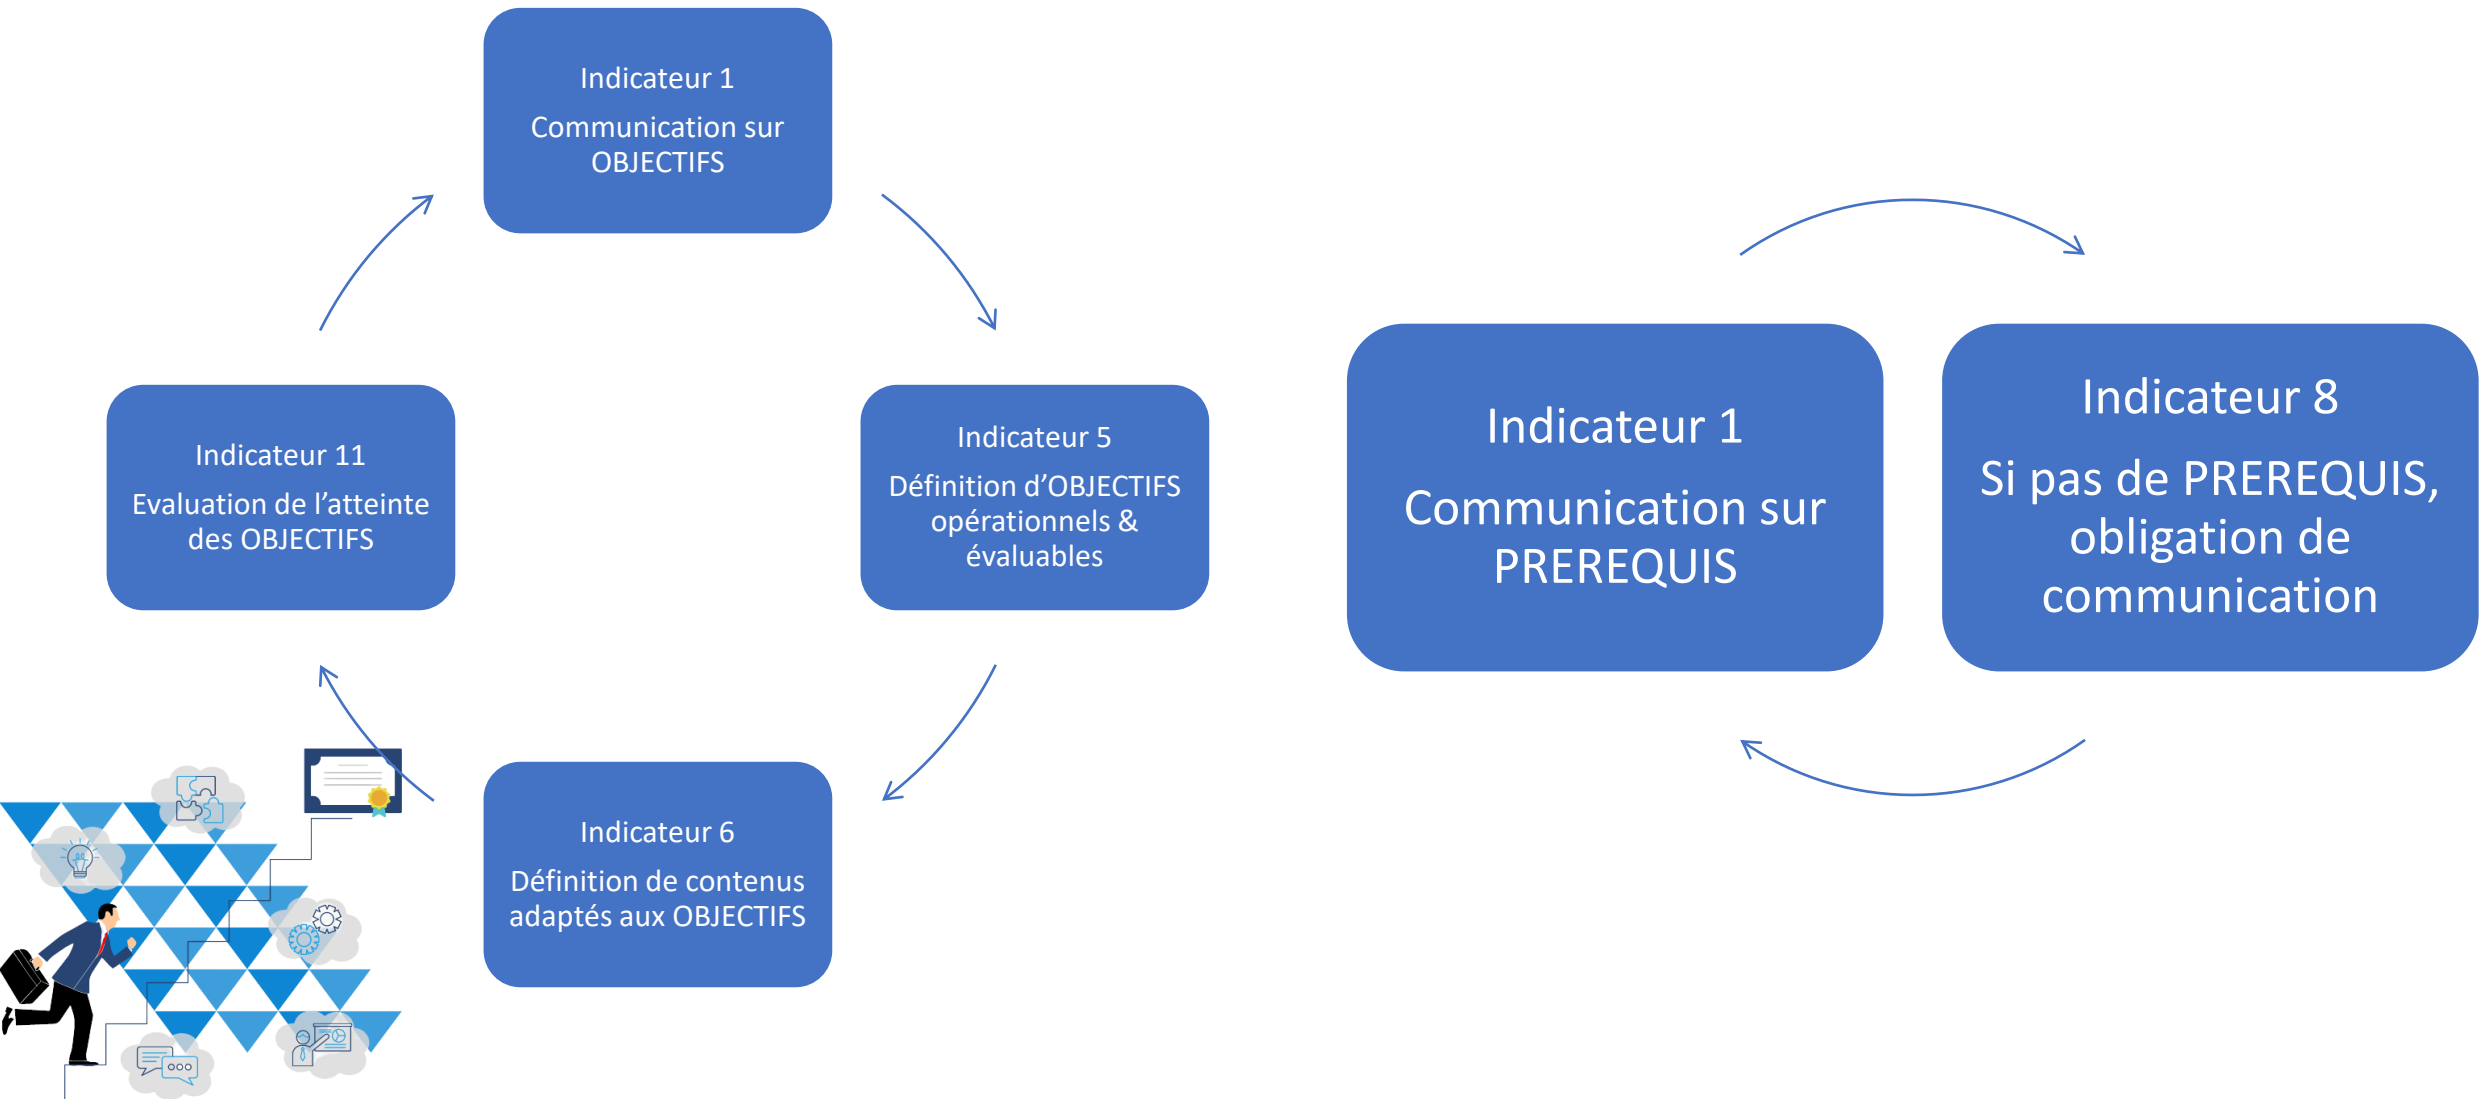 Indicateur 1
Communication sur
OBJECTIFS
Indicateur 5
Définition d’OBJECTIFS
opérationnels &
évaluables
Indicateur 6
Définition de contenus
adaptés aux OBJECTIFS
Indicateur 11
Evaluation de l’atteinte
des OBJECTIFS
Indicateur 1
Communication sur
PREREQUIS
Indicateur 8
Si pas de PREREQUIS,
obligation de
communication